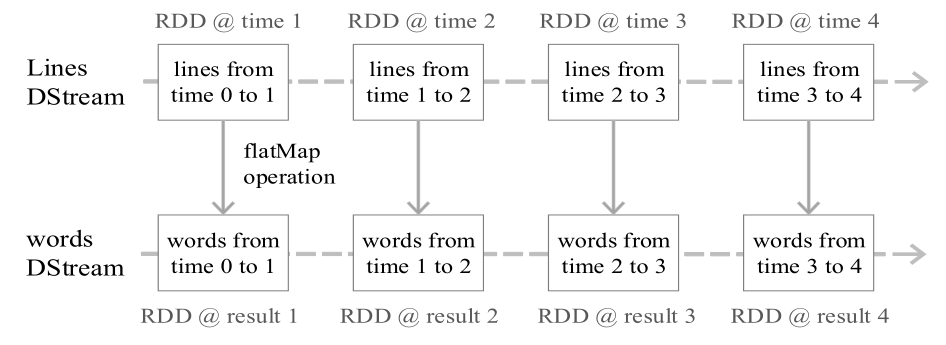 RDD @ time 1
RDD @ time 2
RDD @ time 3
RDD @ time 4
Lines
DStream
lines from
time 0 to 1
lines from
time 1 to 2
lines from
time 2 to 3
lines from
time 3 to 4
flatMap
operation
words
DStream
words from
time 0 to 1
words from
time 1 to 2
words from
time 2 to 3
words from
time 3 to 4
RDD @ result 1
RDD @ result 2
RDD @ result 3
RDD @ result 4